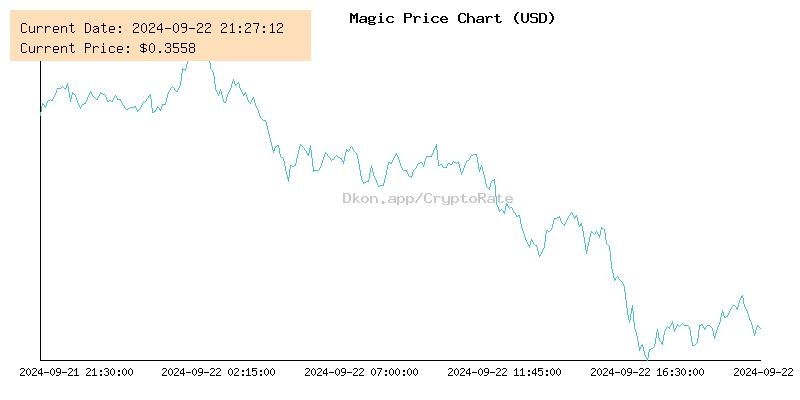 Magic Price Chart (USD)
Current Date: 2024-09-22 21:27:12
Current Price: $0.3558
Dkon.app/CryptoRate
2024-09-21 21:30:00
2024-09-22 02:15:00
2024-09-22 07:00:00
2024-09-22 11:45:00
2024-09-22 16:30:00
2024-09-22